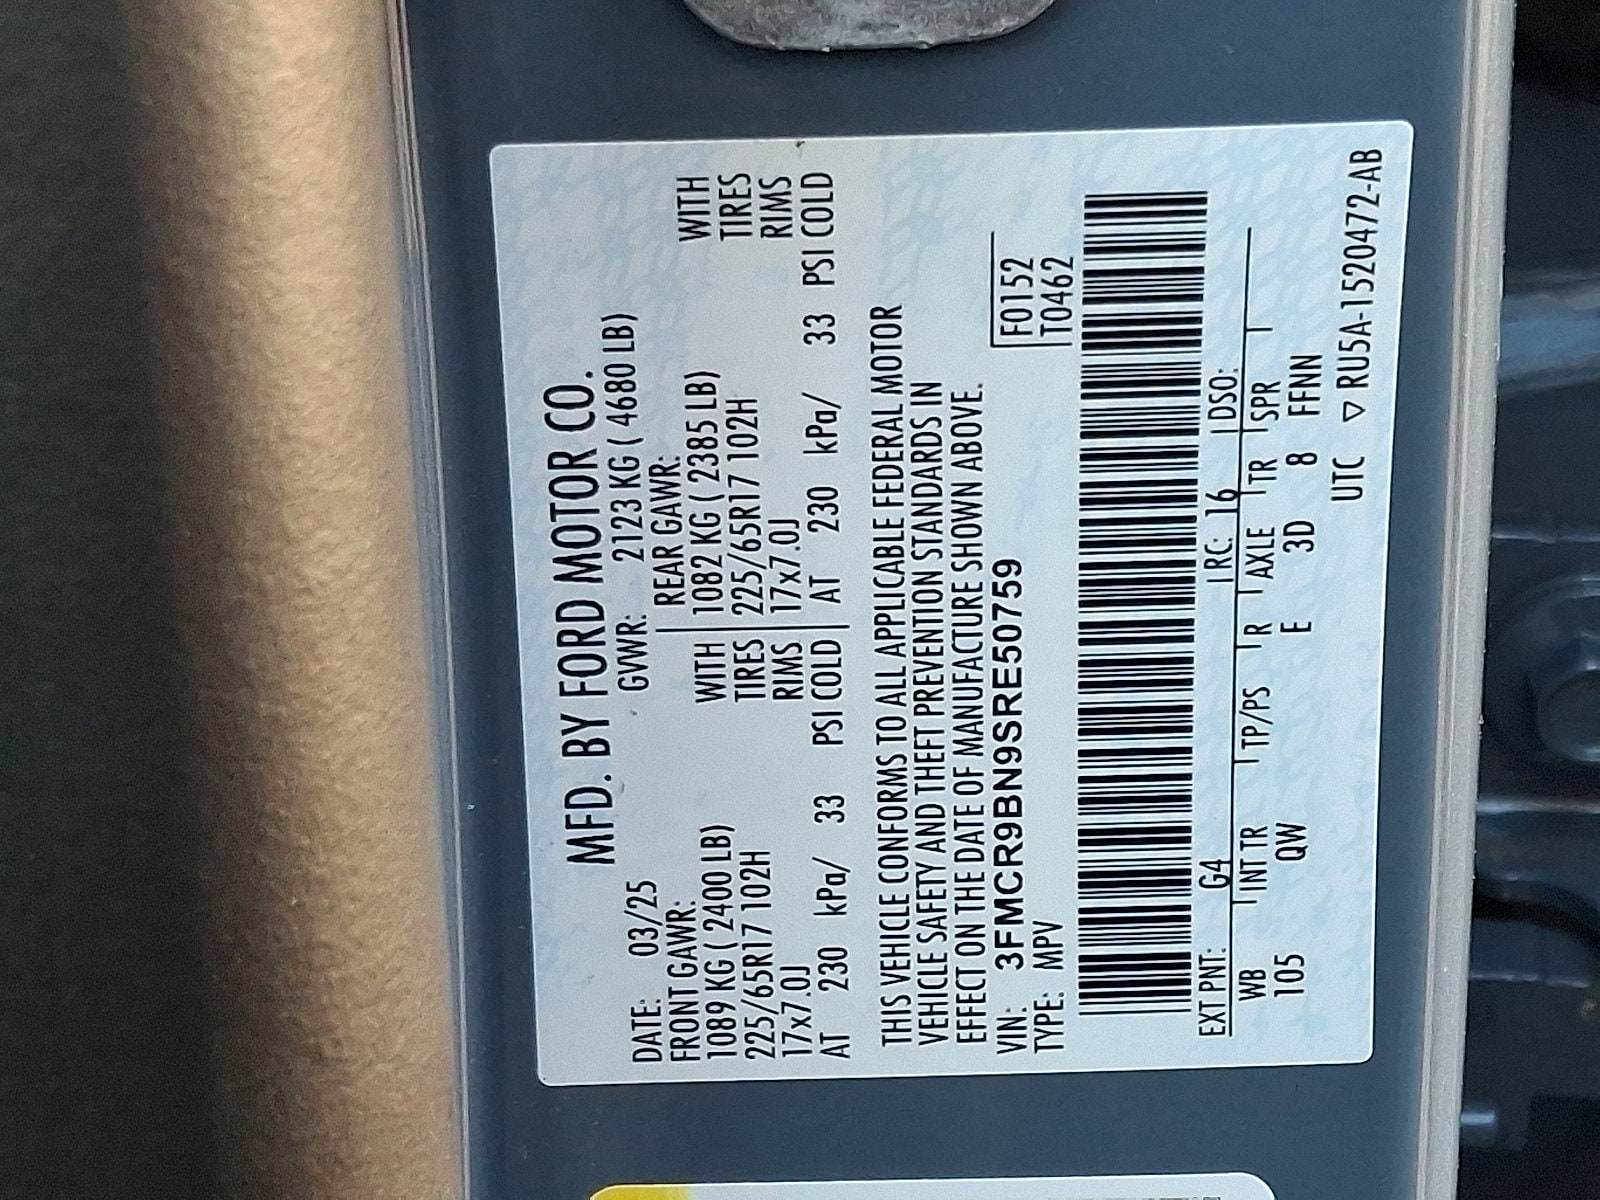 MFD. BY FORD MOTOR CO.
DATE: 03/25 GVWR: 2123 KG ( 4680 LB)
FRONT GAWR: REAR GAWR:
1089 KG ( 2400 LB) WITH 1082 KG ( 2385 LB) WITH
225/65R17 102H TIRES 225/65R17 102H TIRES
17x7.0J RIMS 17x7.0J RIMS
AT 230 kPa/ 33 PSI COLD AT 230 kPa/ 33 PSI COLD
THIS VEHICLE CONFORMS TO ALL APPLICABLE FEDERAL MOTOR
VEHICLE SAFETY AND THEFT PREVENTION STANDARDS IN
EFFECT ON THE DATE OF MANUFACTURE SHOWN ABOVE.
VIN: 3FMCR9BN9SRE50759 F0152
TYPE: MPV T0462
EXT PNT: G4 RC: 16 DSO:
WB INT TR TP/PS R AXLE TR SPR
105 QW E 3D 8 FFNN
UTC ▽ RU5A-1520472-AB